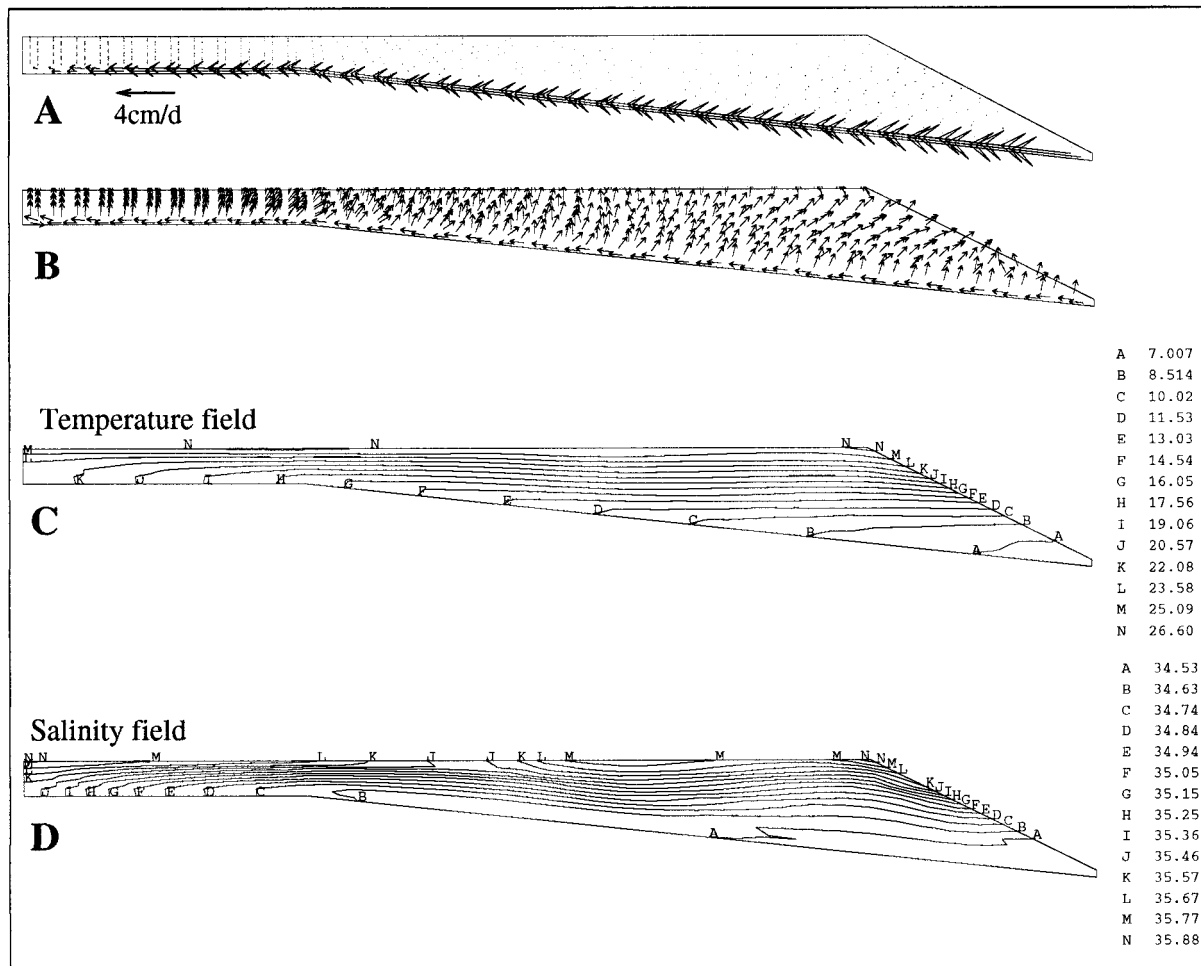 A
4cm/d
B
A 7.007
B 8.514
C 10.02
D 11.53
E 13.03
F 14.54
G 16.05
H 17.56
I 19.06
J 20.57
K 22.08
L 23.58
M 25.09
N 26.60
Temperature field
N N N N
M M
L L
K J I H G F E D C B A
K J I H G F E D C B A
C
A 34.53
B 34.63
C 34.74
D 34.84
E 34.94
F 35.05
G 35.15
H 35.25
I 35.36
J 35.46
K 35.57
L 35.67
M 35.77
N 35.88
Salinity field
N N M L K J J K L M M M N N M L
K
J I H G F E D C B A
K J I H G F E D C B A
D